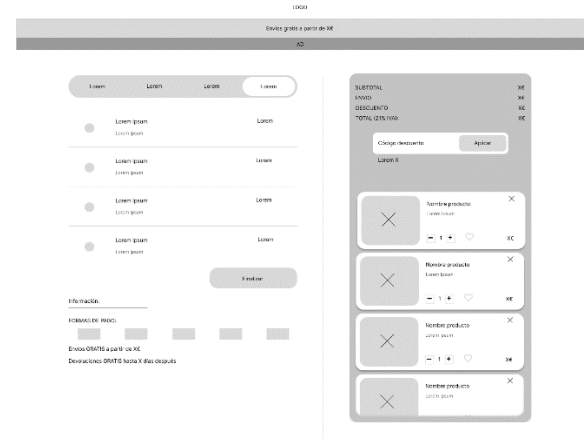 LOGO
Envíos gratis a partir de X€
AD
Lorem Lorem Lorem Lorem
Lorem Ipsum
Lorem Ipsum
Lorem
Lorem Ipsum
Lorem Ipsum
Lorem
Lorem Ipsum
Lorem Ipsum
Lorem
Lorem Ipsum
Lorem Ipsum
Lorem
Finalizar
Información:
FORMAS DE PAGO:
Envíos GRATIS a partir de X€
Devoluciones GRATIS hasta X días después
SUBTOTAL X€
ENVÍO X€
DESCUENTO X€
TOTAL (21% IVA) X€
Código descuento Aplicar
Lorem X
Nombre producto
Lorem Ipsum
1 X€
Nombre producto
Lorem Ipsum
1 X€
Nombre producto
Lorem Ipsum
1 X€
Nombre producto
Lorem Ipsum